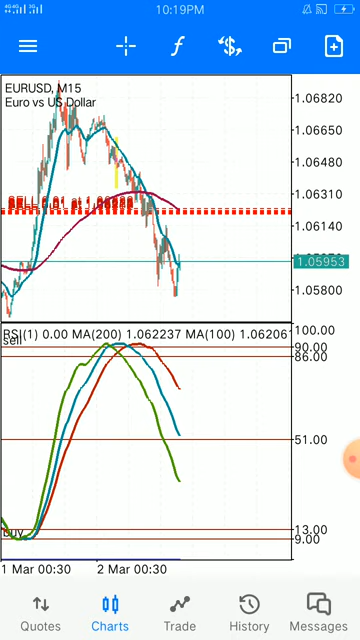 10:19PM
EURUSD, M15
Euro vs US Dollar
1.06820
1.06650
1.06480
1.06310
1.06140
1.05953
1.05800
RSI(1) 0.00 MA(200) 1.062237 MA(100) 1.06206
sell
100.00
90.00
86.00
51.00
13.00
9.00
buy
1 Mar 00:30
2 Mar 00:30
Quotes
Charts
Trade
History
Messages